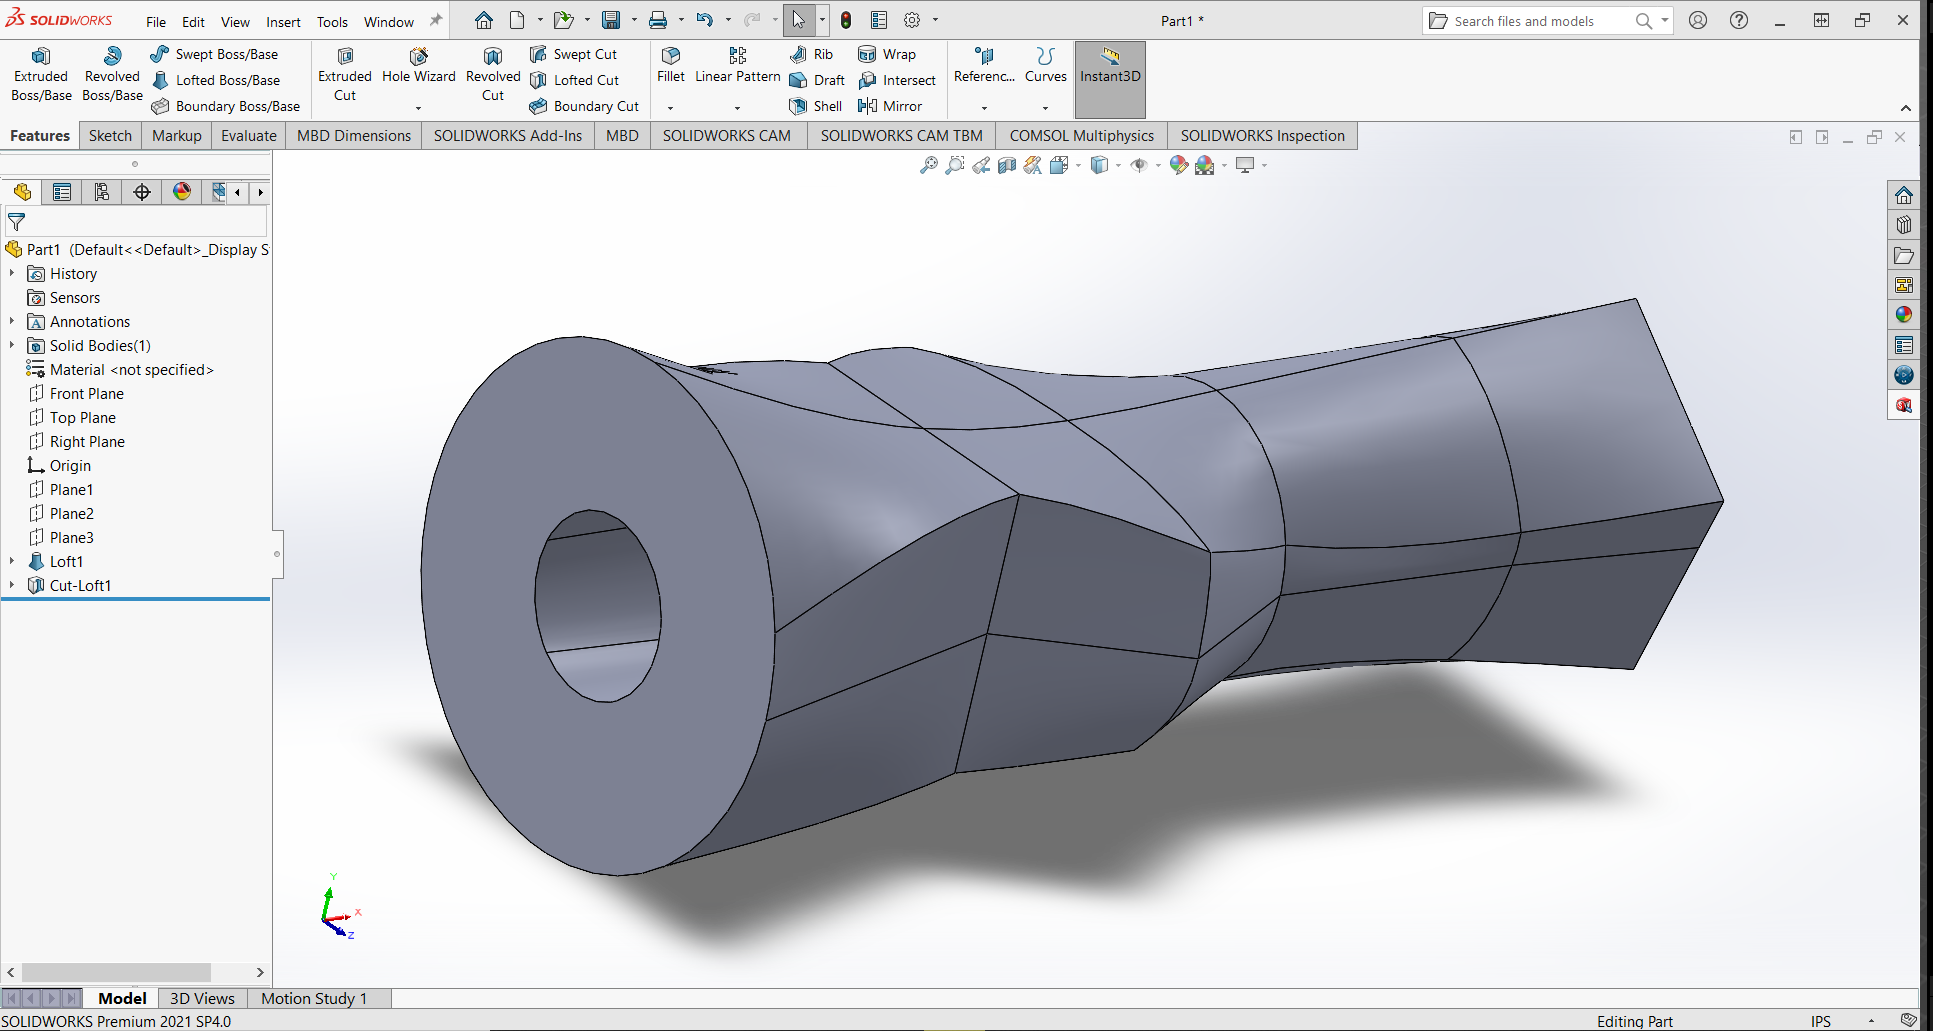 SOLIDWORKS File Edit View Insert Tools Window Part1 * Search files and models
Extruded Boss/Base
Revolved Boss/Base
Swept Boss/Base
Lofted Boss/Base
Boundary Boss/Base
Extruded Cut
Hole Wizard
Revolved Cut
Swept Cut
Lofted Cut
Boundary Cut
Fillet
Linear Pattern
Rib
Draft
Shell
Wrap
Intersect
Mirror
Referenc...
Curves
Instant3D
Features Sketch Markup Evaluate MBD Dimensions SOLIDWORKS Add-Ins MBD SOLIDWORKS CAM SOLIDWORKS CAM TBM COMSOL Multiphysics SOLIDWORKS Inspection
Part1 (Default<<Default>_Display S
History
Sensors
Annotations
Solid Bodies(1)
Material <not specified>
Front Plane
Top Plane
Right Plane
Origin
Plane1
Plane2
Plane3
Loft1
Cut-Loft1
Y
X
Z
Model 3D Views Motion Study 1
SOLIDWORKS Premium 2021 SP4.0 Editing Part IPS